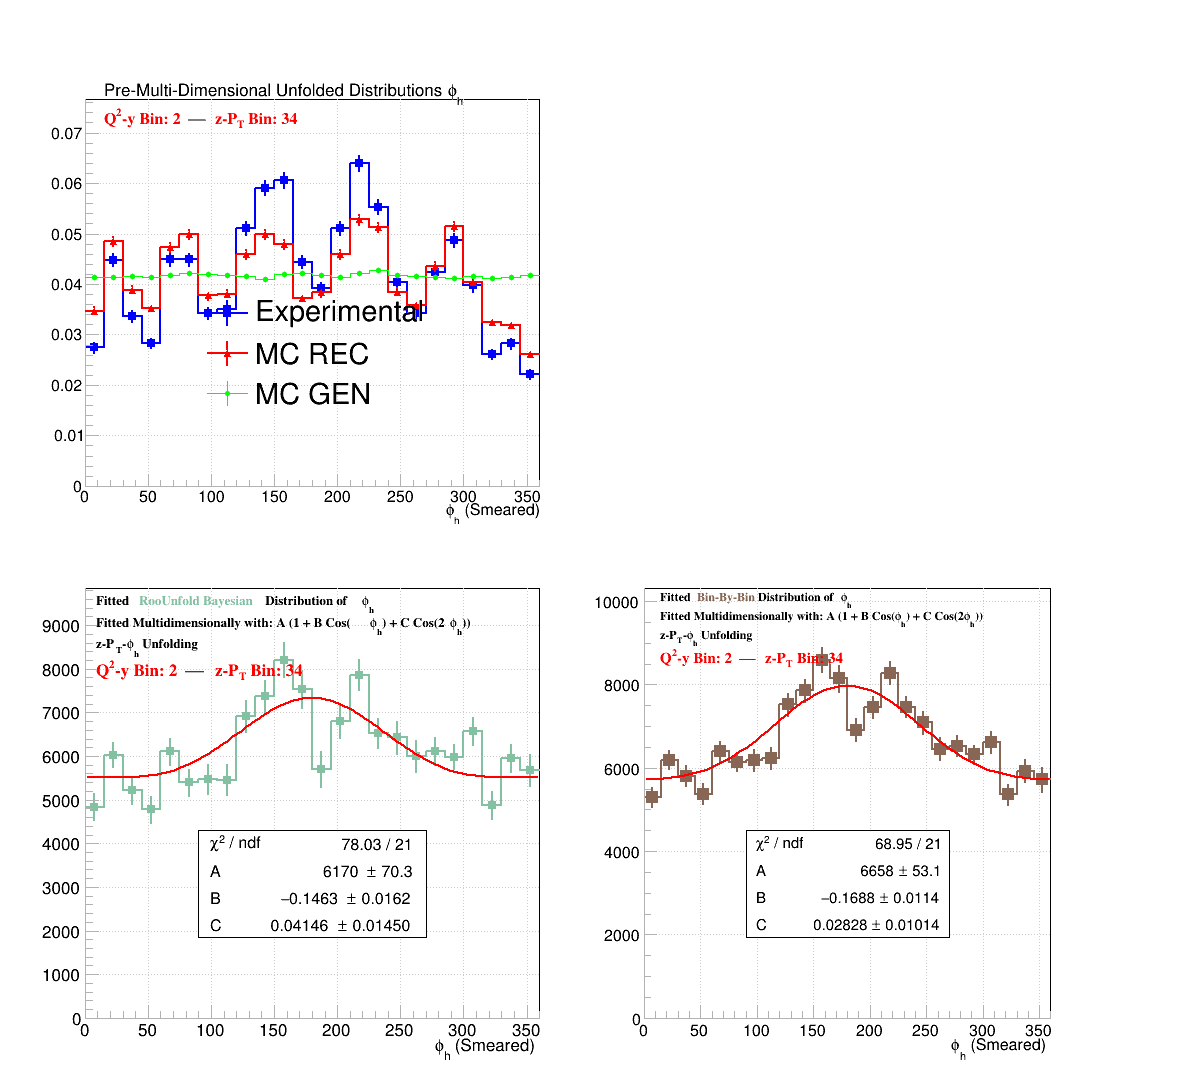 Pre-Multi-Dimensional Unfolded Distributions ϕh
Q²-y Bin: 2 — z-PT Bin: 34
0.07
0.06
0.05
0.04
0.03
0.02
0.01
0
Experimental
MC REC
MC GEN
0 50 100 150 200 250 300 350
ϕh (Smeared)
Fitted RooUnfold Bayesian Distribution of ϕh
Fitted Multidimensionally with: A (1 + B Cos( ϕh) + C Cos(2 ϕh))
z-PT-ϕh Unfolding
Q²-y Bin: 2 — z-PT Bin: 34
9000
8000
7000
6000
5000
4000
3000
2000
1000
0
χ² / ndf 78.03 / 21
A 6170 ± 70.3
B −0.1463 ± 0.0162
C 0.04146 ± 0.01450
0 50 100 150 200 250 300 350
ϕh (Smeared)
Fitted Bin-By-Bin Distribution of ϕh
Fitted Multidimensionally with: A (1 + B Cos(ϕh) + C Cos(2ϕh))
z-PT-ϕh Unfolding
Q²-y Bin: 2 — z-PT Bin: 34
10000
8000
6000
4000
2000
0
χ² / ndf 68.95 / 21
A 6658 ± 53.1
B −0.1688 ± 0.0114
C 0.02828 ± 0.01014
0 50 100 150 200 250 300 350
ϕh (Smeared)